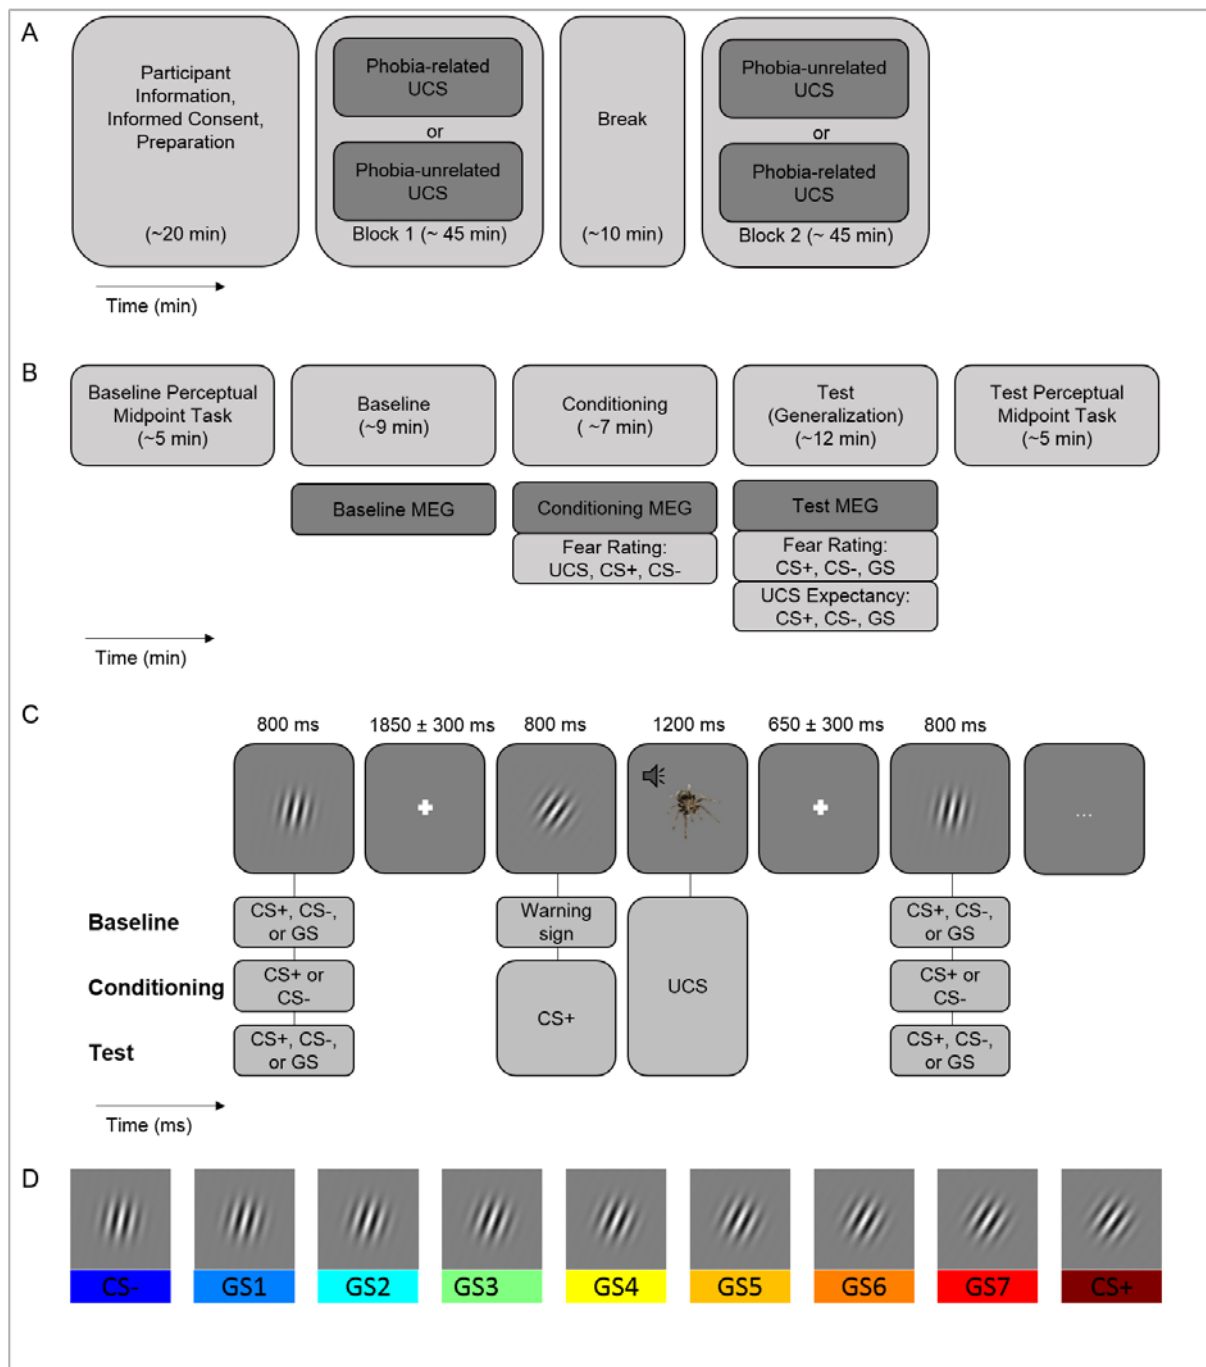 A
Participant
Information,
Informed Consent,
Preparation
(~20 min)
Phobia-related
UCS
or
Phobia-unrelated
UCS
Block 1 (~ 45 min)
Break
(~10 min)
Phobia-unrelated
UCS
or
Phobia-related
UCS
Block 2 (~ 45 min)
Time (min)
B
Baseline Perceptual
Midpoint Task
(~5 min)
Baseline
(~9 min)
Conditioning
( ~7 min)
Test
(Generalization)
(~12 min)
Test Perceptual
Midpoint Task
(~5 min)
Baseline MEG
Conditioning MEG
Fear Rating:
UCS, CS+, CS-
Test MEG
Fear Rating:
CS+, CS-, GS
UCS Expectancy:
CS+, CS-, GS
Time (min)
C
800 ms
1850 ± 300 ms
800 ms
1200 ms
650 ± 300 ms
800 ms
...
Baseline
CS+, CS-,
or GS
Warning
sign
UCS
CS+, CS-,
or GS
Conditioning
CS+ or
CS-
CS+
CS+ or
CS-
Test
CS+, CS-,
or GS
CS+, CS-,
or GS
Time (ms)
D
CS-
GS1
GS2
GS3
GS4
GS5
GS6
GS7
CS+